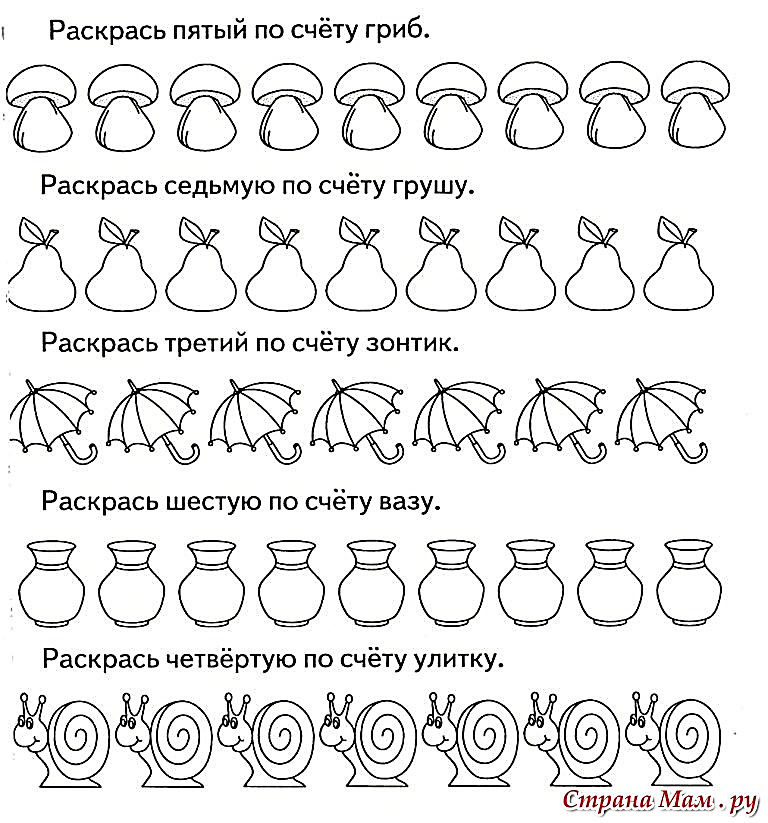 Раскрась пятый по счёту гриб.
Раскрась седьмую по счёту грушу.
Раскрась третий по счёту зонтик.
Раскрась шестую по счёту вазу.
Раскрась четвёртую по счёту улитку.
Страна Мам.ру